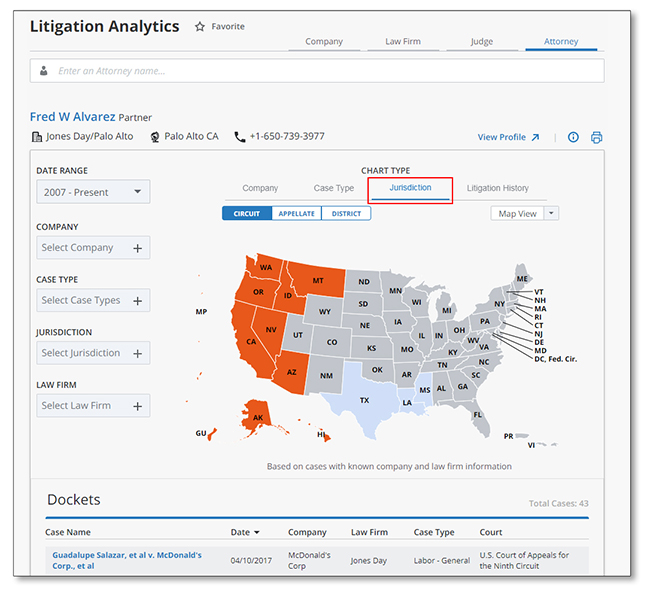 Litigation Analytics Favorite
Company Law Firm Judge Attorney
Enter an Attorney name...
Fred W Alvarez Partner
Jones Day/Palo Alto Palo Alto CA +1-650-739-3977 View Profile
DATE RANGE
2007 - Present
COMPANY
Select Company +
CASE TYPE
Select Case Types +
JURISDICTION
Select Jurisdiction +
LAW FIRM
Select Law Firm +
CHART TYPE
Company Case Type Jurisdiction Litigation History
CIRCUIT APPELLATE DISTRICT Map View
WA
MT
ND
MN
ME
OR
ID
SD
WI
MI
NY
VT
NH
MA
RI
CT
NJ
DE
MD
DC, Fed. Cir.
MP
WY
NE
IA
PA
NV
UT
CO
IL
IN
OH
WV
VA
CA
KS
MO
KY
NC
AZ
NM
OK
AR
TN
SC
TX
LA
MS
AL
GA
FL
AK
GU
HI
PR
VI
Based on cases with known company and law firm information
Dockets Total Cases: 43
Case Name Date Company Law Firm Case Type Court
Guadalupe Salazar, et al v. McDonald's
Corp., et al
04/10/2017
McDonald's
Corp
Jones Day
Labor - General
U.S. Court of Appeals for
the Ninth Circuit